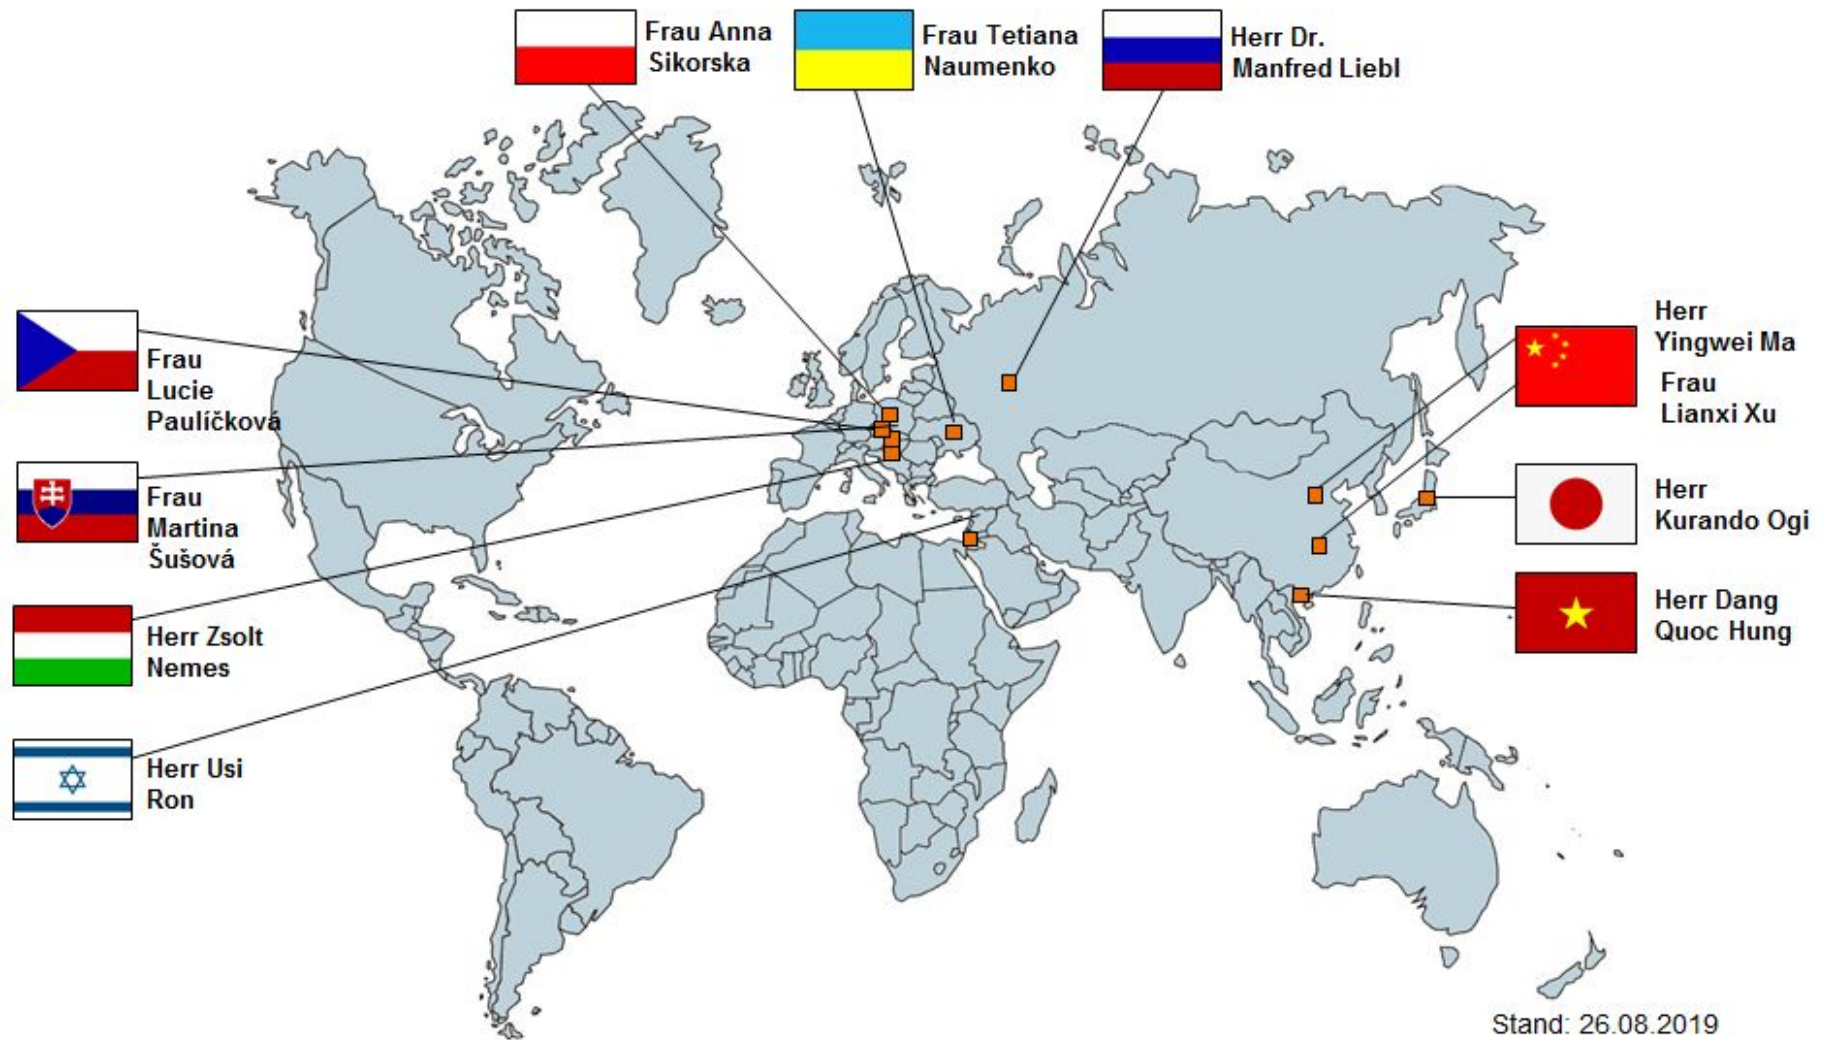 Frau Anna
Sikorska
Frau Tetiana
Naumenko
Herr Dr.
Manfred Liebl
Frau
Lucie
Paulíčková
Frau
Martina
Šušová
Herr Zsolt
Nemes
Herr Usi
Ron
Herr
Yingwei Ma
Frau
Lianxi Xu
Herr
Kurando Ogi
Herr Dang
Quoc Hung
Stand: 26.08.2019